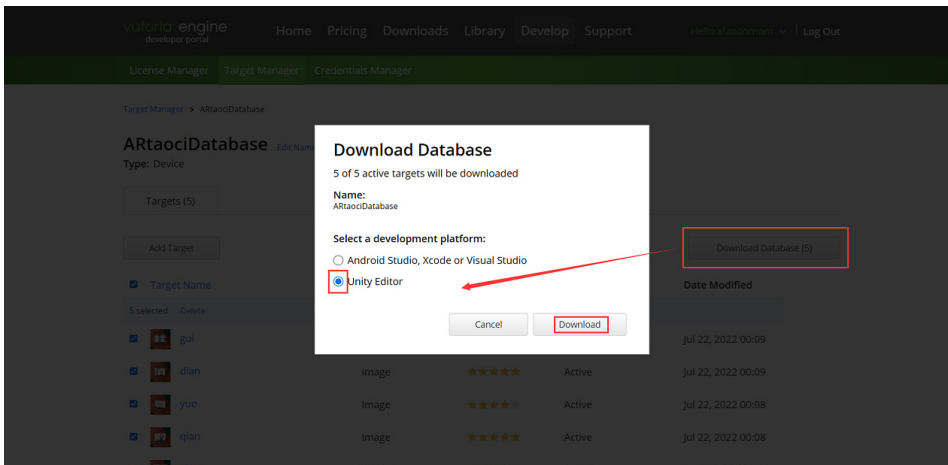 vuforia engine
developer portal
Home Pricing Downloads Library Develop Support
Log Out
License Manager Target Manager Credentials Manager
Target Manager > ARtaociDatabase
ARtaociDatabase Edit Name
Type: Device
Targets (5)
Add Target
Download Database (5)
Target Name
Date Modified
5 selected Delete
gui
Jul 22, 2022 00:09
dian Image Active Jul 22, 2022 00:09
yue Image Active Jul 22, 2022 00:08
qian Image Active Jul 22, 2022 00:08
Download Database
5 of 5 active targets will be downloaded
Name:
ARtaociDatabase
Select a development platform:
Android Studio, Xcode or Visual Studio
Unity Editor
Cancel Download